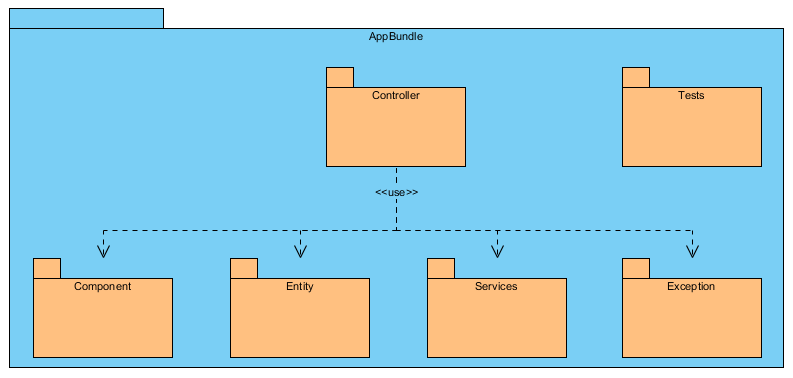 AppBundle
Controller
Tests
<<use>>
Component
Entity
Services
Exception